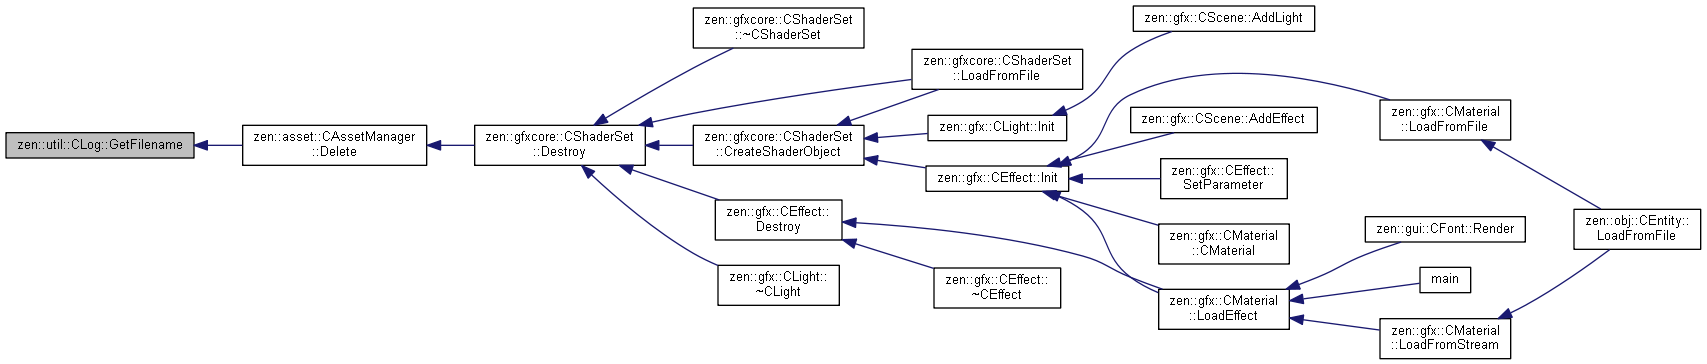 zen::util::CLog::GetFilename
zen::asset::CAssetManager
::Delete
zen::gfxcore::CShaderSet
::Destroy
zen::gfxcore::CShaderSet
::~CShaderSet
zen::gfxcore::CShaderSet
::LoadFromFile
zen::gfxcore::CShaderSet
::CreateShaderObject
zen::gfx::CEffect::
Destroy
zen::gfx::CLight::
~CLight
zen::gfx::CLight::Init
zen::gfx::CEffect::Init
zen::gfx::CEffect::
~CEffect
zen::gfx::CScene::AddLight
zen::gfx::CScene::AddEffect
zen::gfx::CEffect::
SetParameter
zen::gfx::CMaterial
::CMaterial
zen::gfx::CMaterial
::LoadEffect
zen::gfx::CMaterial
::LoadFromFile
zen::gui::CFont::Render
main
zen::gfx::CMaterial
::LoadFromStream
zen::obj::CEntity::
LoadFromFile